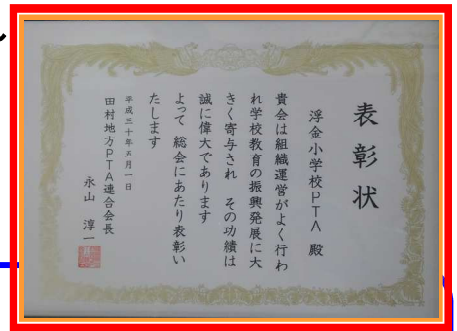 表彰状
浮金小学校PTA 殿
貴会は組織運営がよく行わ
れ学校教育の振興発展に大
きく寄与され その功績は
誠に偉大であります
よって 総会にあたり表彰い
たします
平成三十年五月一日
田村地方PTA連合会長
永山 淳一